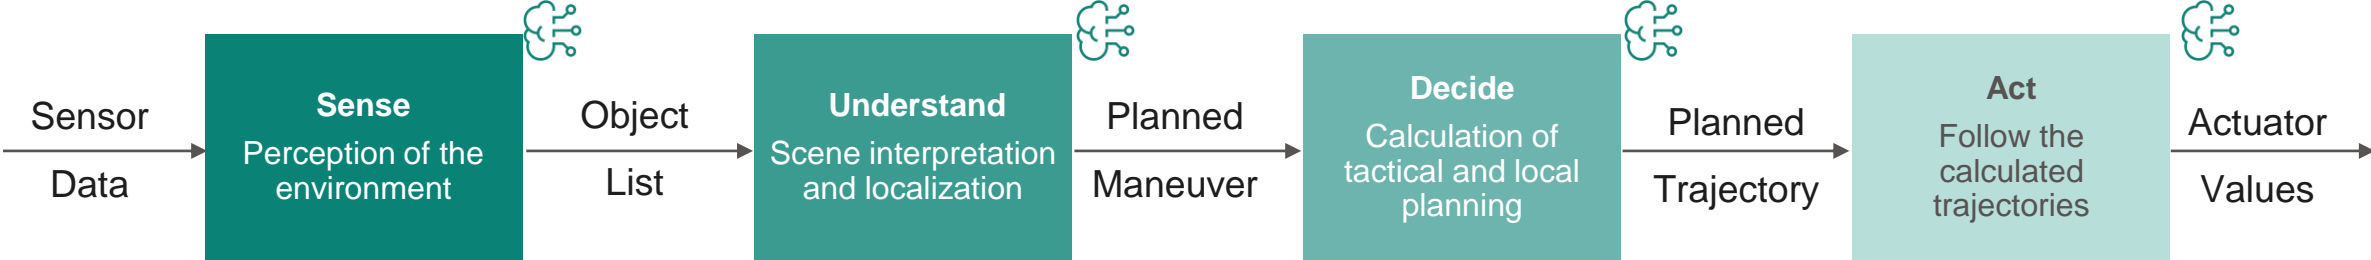 Sensor
Data
Sense
Perception of the
environment
Object
List
Understand
Scene interpretation
and localization
Planned
Maneuver
Decide
Calculation of
tactical and local
planning
Planned
Trajectory
Act
Follow the
calculated
trajectories
Actuator
Values